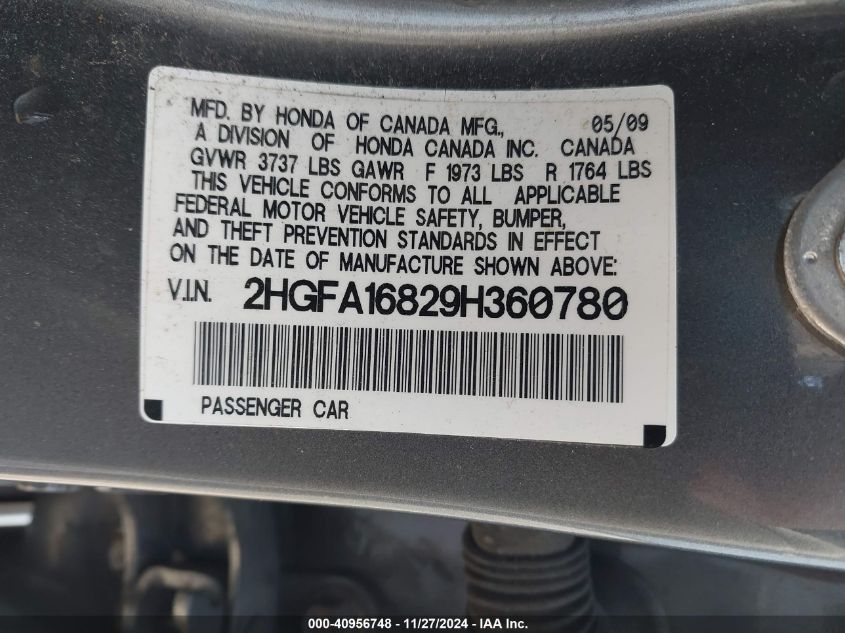 MFD. BY HONDA OF CANADA MFG., 05/09
A DIVISION OF HONDA CANADA INC. CANADA
GVWR 3737 LBS GAWR F 1973 LBS R 1764 LBS
THIS VEHICLE CONFORMS TO ALL APPLICABLE
FEDERAL MOTOR VEHICLE SAFETY, BUMPER,
AND THEFT PREVENTION STANDARDS IN EFFECT
ON THE DATE OF MANUFACTURE SHOWN ABOVE:
V.I.N. 2HGFA16829H360780
PASSENGER CAR
000-40956748 - 11/27/2024 - IAA Inc.